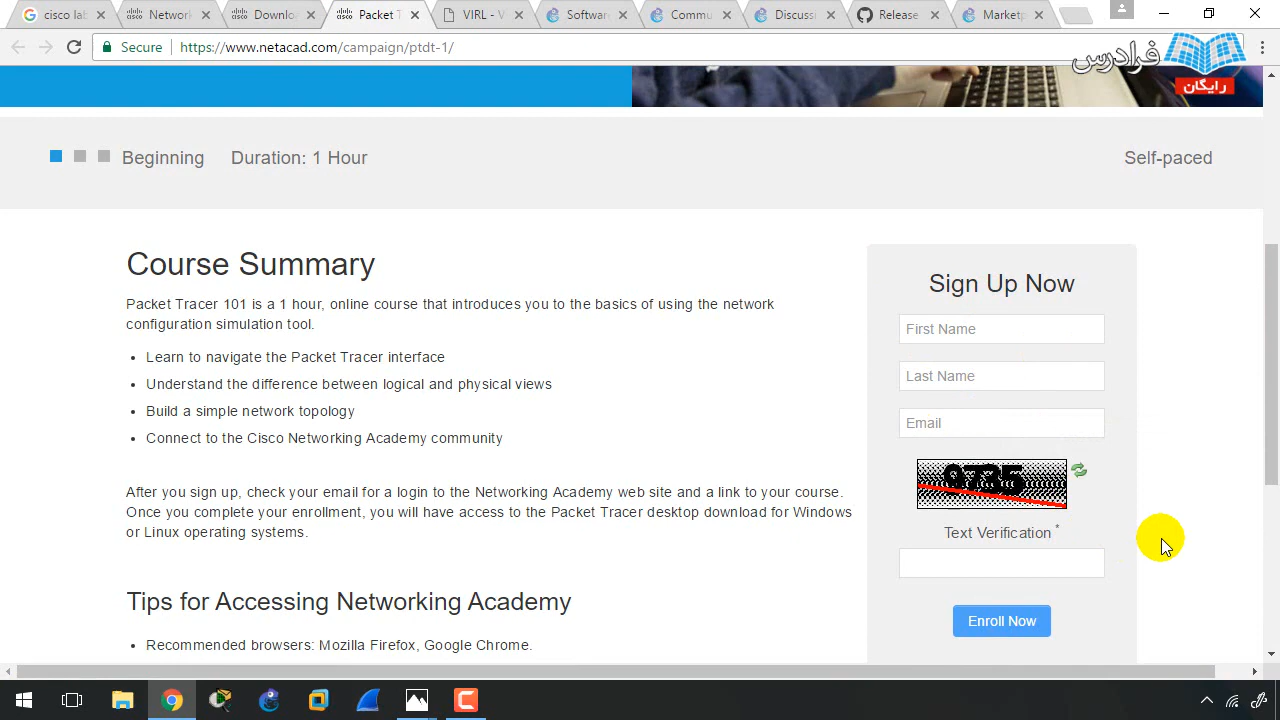 cisco lab
Network
Downlo
Packet T
VIRL - V
Software
Commu
Discussi
Release
Marketp
Secure
https://www.netacad.com/campaign/ptdt-1/
فرادرس
رایگان
Beginning
Duration: 1 Hour
Self-paced
Course Summary
Packet Tracer 101 is a 1 hour, online course that introduces you to the basics of using the network
configuration simulation tool.
• Learn to navigate the Packet Tracer interface
• Understand the difference between logical and physical views
• Build a simple network topology
• Connect to the Cisco Networking Academy community
After you sign up, check your email for a login to the Networking Academy web site and a link to your course.
Once you complete your enrollment, you will have access to the Packet Tracer desktop download for Windows
or Linux operating systems.
Tips for Accessing Networking Academy
• Recommended browsers: Mozilla Firefox, Google Chrome.
Sign Up Now
First Name
Last Name
Email
9735
Text Verification *
Enroll Now